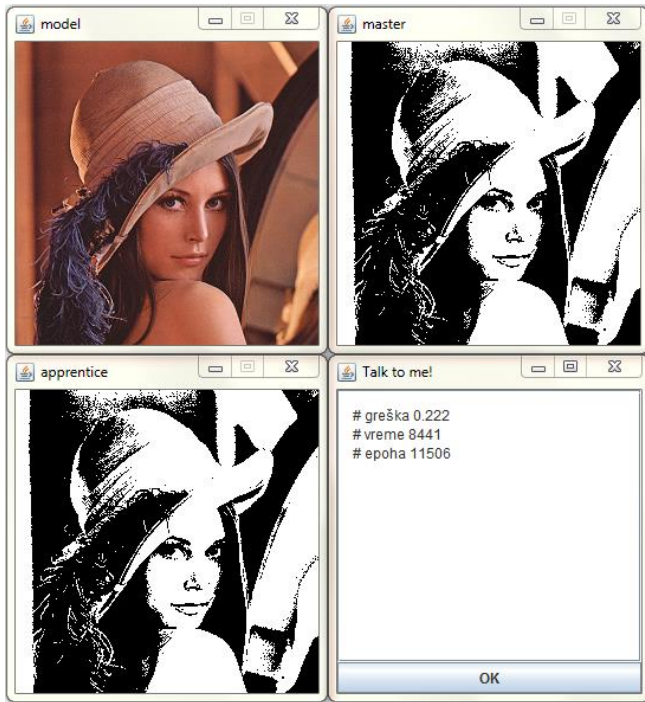 model
master
apprentice
Talk to me!
# greška 0.222
# vreme 8441
# epoha 11506
OK